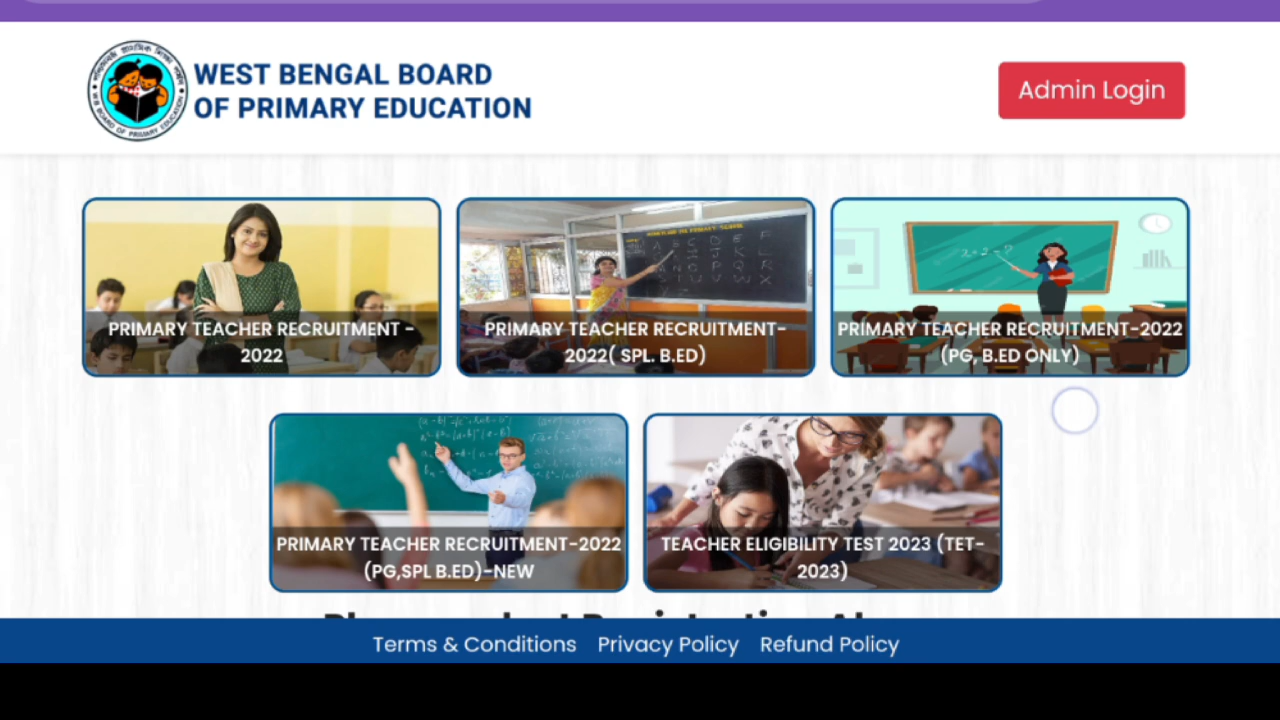 WEST BENGAL BOARD
OF PRIMARY EDUCATION
Admin Login
PRIMARY TEACHER RECRUITMENT -
2022
PRIMARY TEACHER RECRUITMENT-
2022( SPL. B.ED)
PRIMARY TEACHER RECRUITMENT-2022
(PG, B.ED ONLY)
PRIMARY TEACHER RECRUITMENT-2022
(PG,SPL B.ED)-NEW
TEACHER ELIGIBILITY TEST 2023 (TET-
2023)
Terms & Conditions Privacy Policy Refund Policy